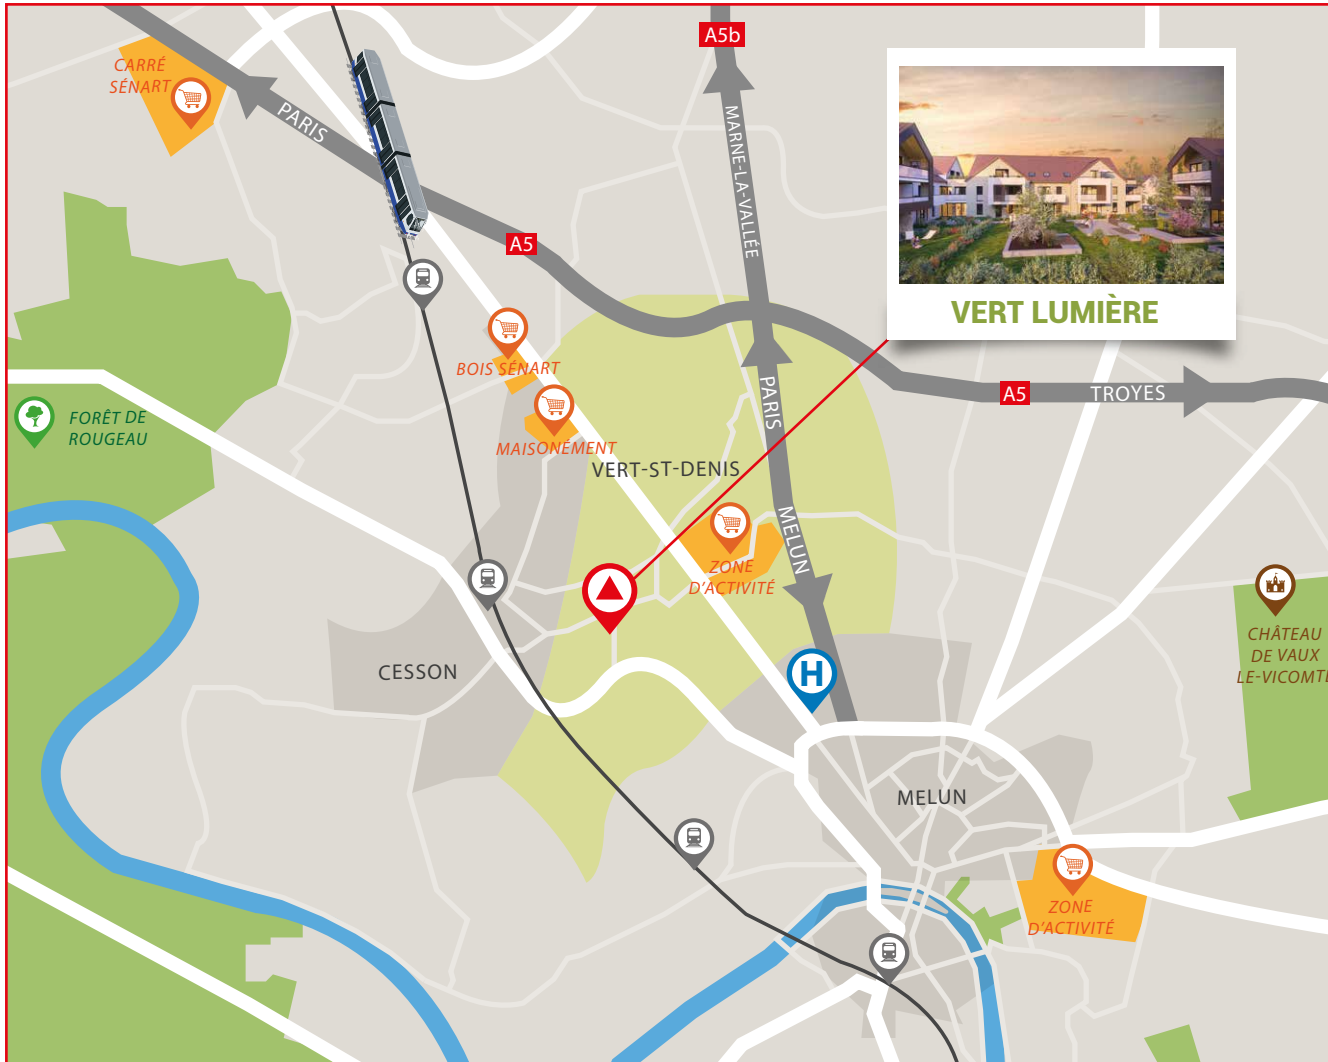 A5b
CARRÉ
SÉNART
PARIS
MARNE-LA-VALLÉE
A5
VERT LUMIÈRE
BOIS SÉNART
PARIS
A5
TROYES
FORÊT DE
ROUGEAU
MAISONÉMENT
VERT-ST-DENIS
MELUN
ZONE
D'ACTIVITÉ
CHÂTEAU
DE VAUX
LE-VICOMTE
CESSON
H
MELUN
ZONE
D'ACTIVITÉ